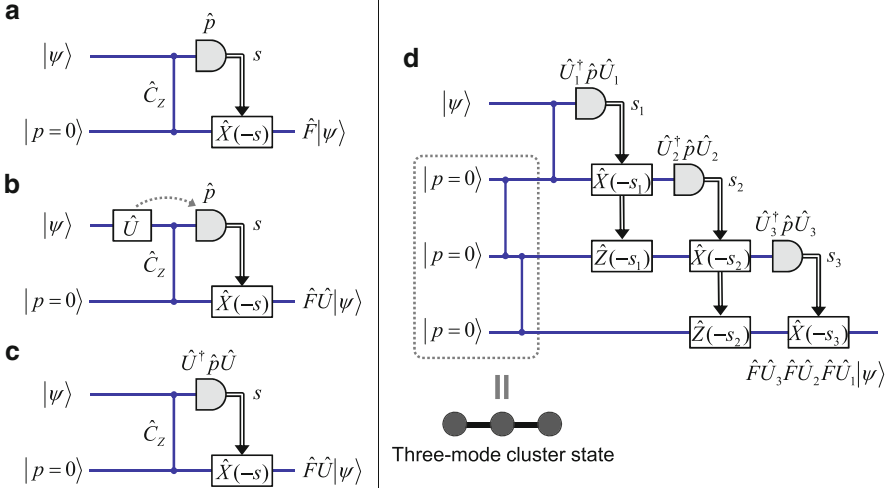 a
p̂
|ψ⟩
s
Ĉ_Z
|p=0⟩
X̂(−s)
F̂|ψ⟩
b
p̂
|ψ⟩
Û
s
Ĉ_Z
|p=0⟩
X̂(−s)
F̂Û|ψ⟩
c
Û†p̂Û
|ψ⟩
s
Ĉ_Z
|p=0⟩
X̂(−s)
F̂Û|ψ⟩
d
Û₁†p̂Û₁
|ψ⟩
s₁
Û₂†p̂Û₂
|p=0⟩
X̂(−s₁)
s₂
Û₃†p̂Û₃
|p=0⟩
Ẑ(−s₁)
X̂(−s₂)
s₃
|p=0⟩
Ẑ(−s₂)
X̂(−s₃)
F̂Û₃F̂Û₂F̂Û₁|ψ⟩
Three-mode cluster state